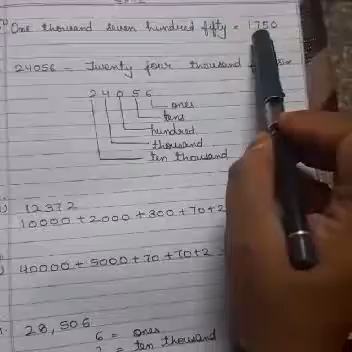 One thousand seven hundred fifty = 1750
24056 - Twenty four thousand
2 4 0 5 6
ones
tens
hundred
thousand
ten thousand
12372
10000 + 2000 + 300 + 70 + 2
40000 + 5000 + 70 + 70 + 2
28,506
6 = ones
= ten thousand